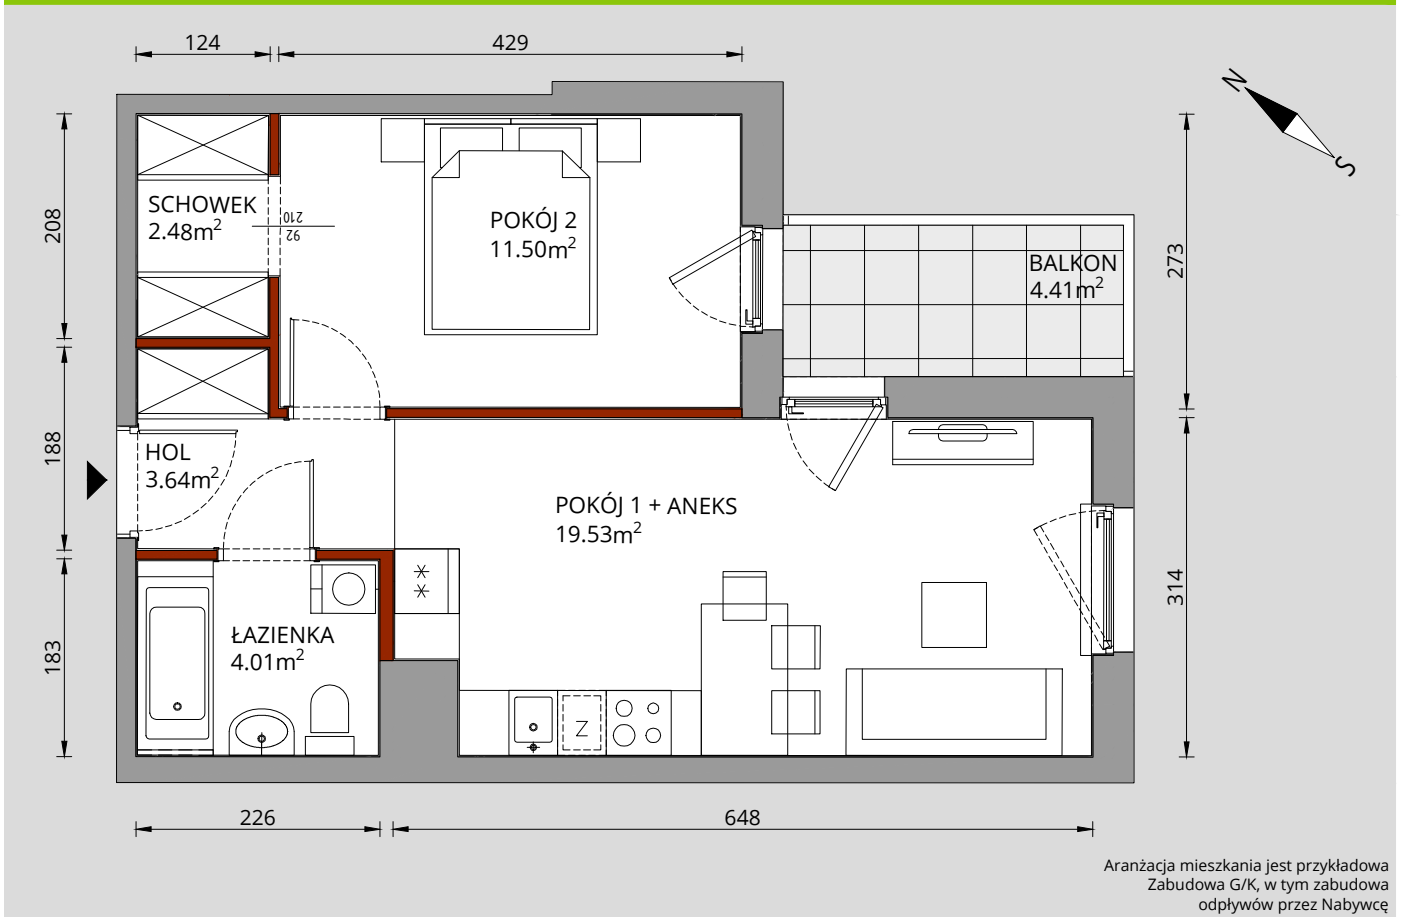 124
429
N
S
208
SCHOWEK
2.48m²
210
92
POKÓJ 2
11.50m²
BALKON
4.41m²
273
188
HOL
3.64m²
POKÓJ 1 + ANEKS
19.53m²
314
183
ŁAZIENKA
4.01m²
Z
226
648
Aranżacja mieszkania jest przykładowa
Zabudowa G/K, w tym zabudowa
odpływów przez Nabywcę